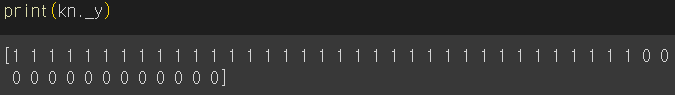 print(kn._y)
[1 1 1 1 1 1 1 1 1 1 1 1 1 1 1 1 1 1 1 1 1 1 1 1 1 1 1 1 1 1 1 1 1 1 1 0 0
0 0 0 0 0 0 0 0 0 0 0 0]